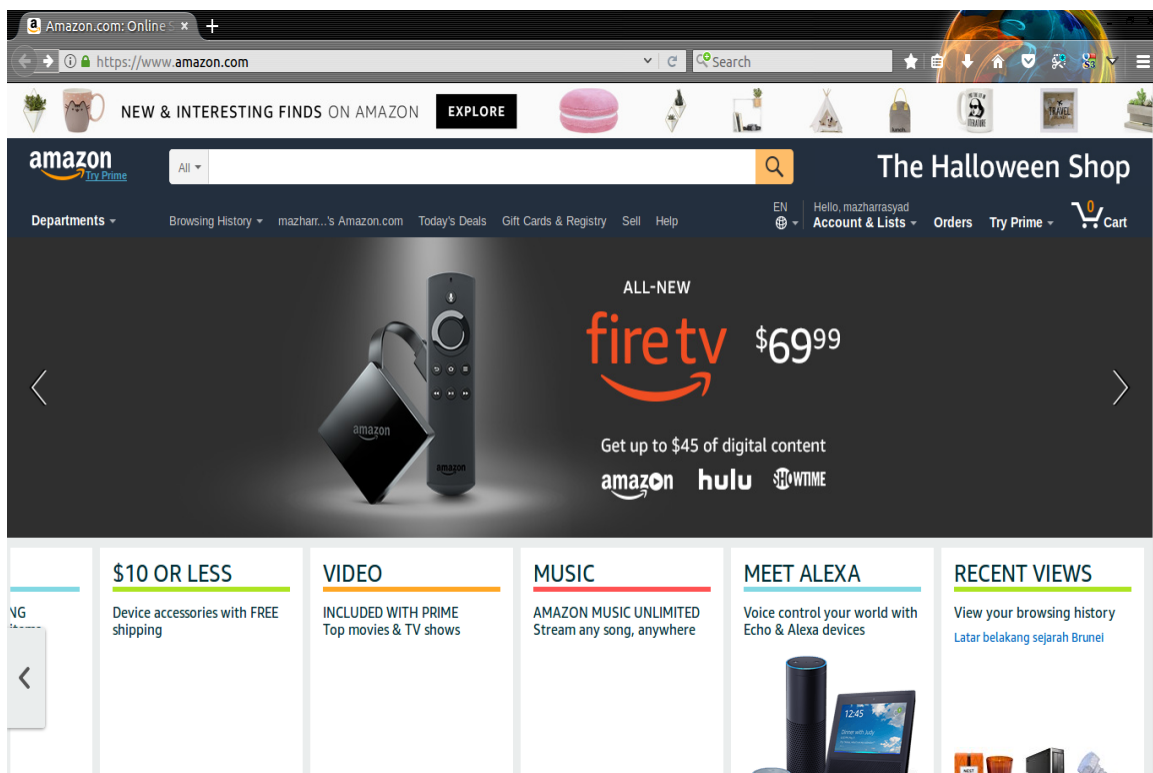 Amazon.com: Online S
https://www.amazon.com
Search
NEW & INTERESTING FINDS ON AMAZON EXPLORE
amazon
Try Prime
All
The Halloween Shop
Departments
Browsing History mazharr...'s Amazon.com Today's Deals Gift Cards & Registry Sell Help
EN
Hello, mazharrasyad
Account & Lists Orders Try Prime 0 Cart
ALL-NEW
fire tv $69.99
amazon
amazon
Get up to $45 of digital content
amazon hulu SHOWTIME
$10 OR LESS
Device accessories with FREE
shipping
VIDEO
INCLUDED WITH PRIME
Top movies & TV shows
MUSIC
AMAZON MUSIC UNLIMITED
Stream any song, anywhere
MEET ALEXA
Voice control your world with
Echo & Alexa devices
12:45
RECENT VIEWS
View your browsing history
Latar belakang sejarah Brunei